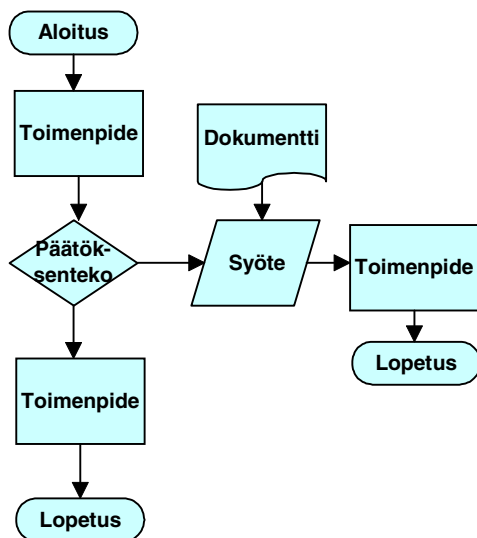 Aloitus
Toimenpide
Dokumentti
Päätök-
senteko
Syöte
Toimenpide
Toimenpide
Lopetus
Lopetus